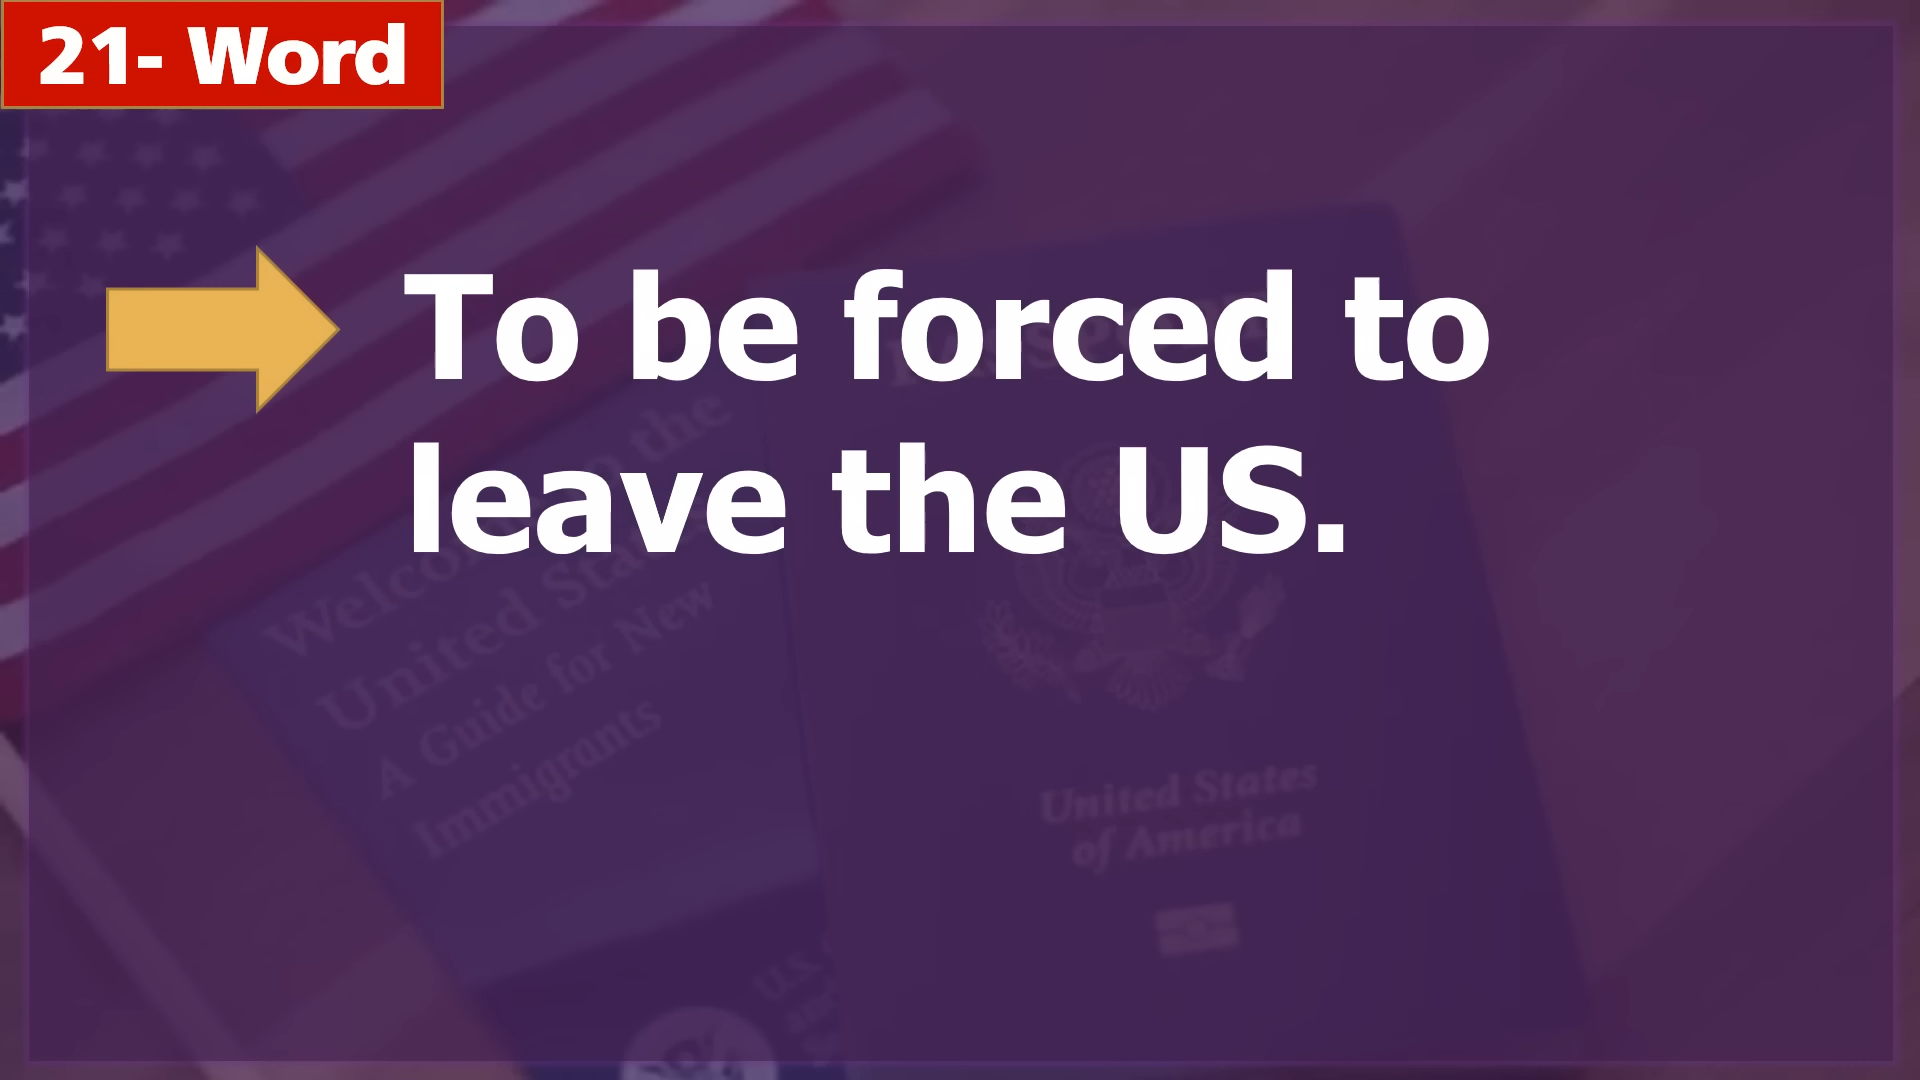 21- Word
To be forced to
leave the US.
Welcome to the
United States
A Guide for New
Immigrants
United States
of America